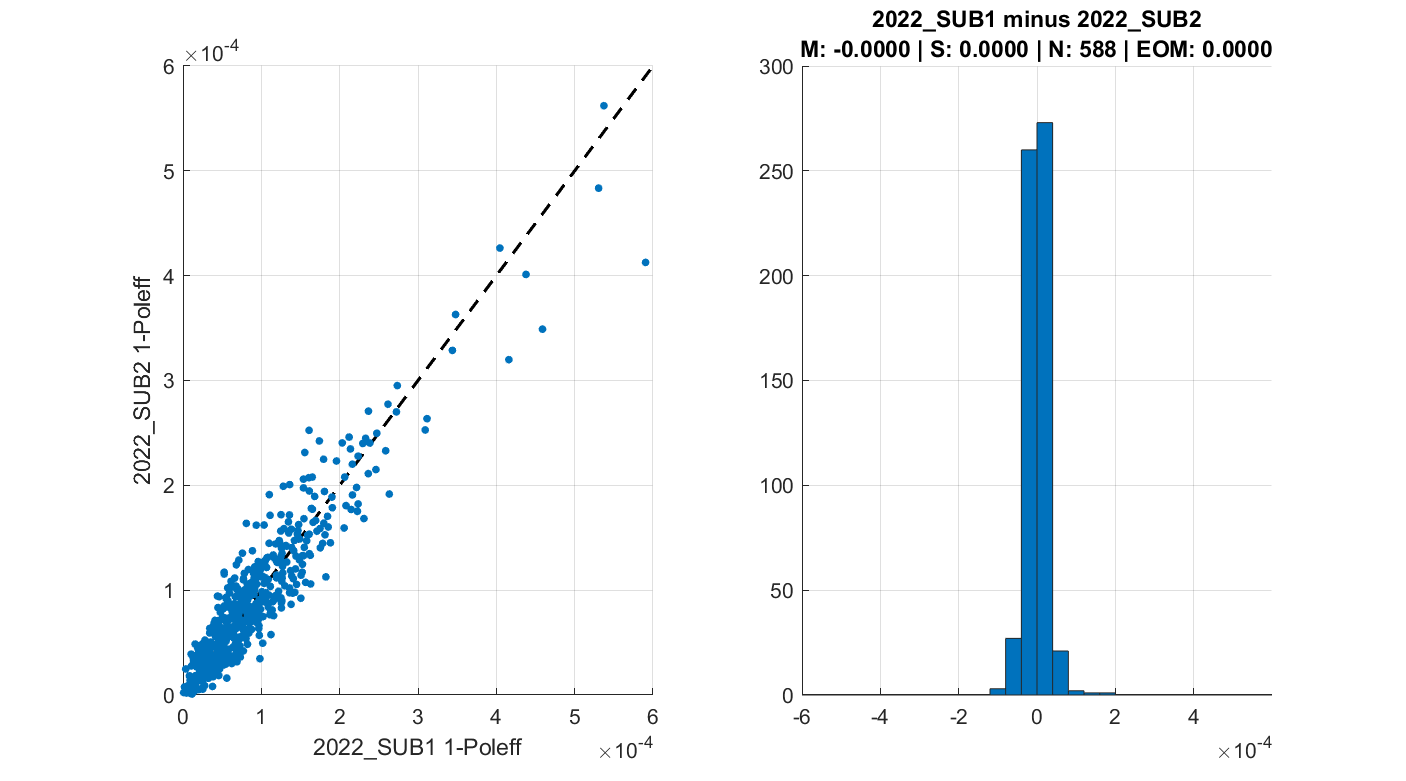 ×10⁻⁴
6
5
4
3
2
1
0
0 1 2 3 4 5 6
2022_SUB2 1-Poleff
2022_SUB1 1-Poleff
×10⁻⁴
2022_SUB1 minus 2022_SUB2
M: -0.0000 | S: 0.0000 | N: 588 | EOM: 0.0000
300
250
200
150
100
50
0
-6 -4 -2 0 2 4
×10⁻⁴